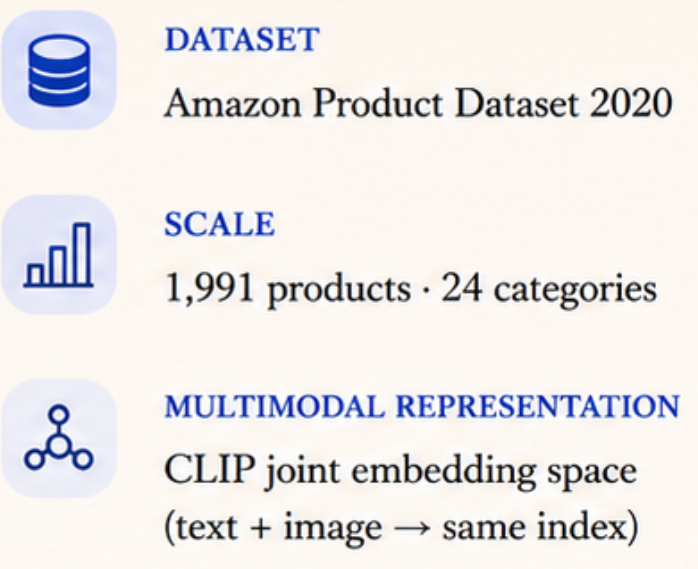 DATASET
Amazon Product Dataset 2020
SCALE
1,991 products · 24 categories
MULTIMODAL REPRESENTATION
CLIP joint embedding space
(text + image → same index)